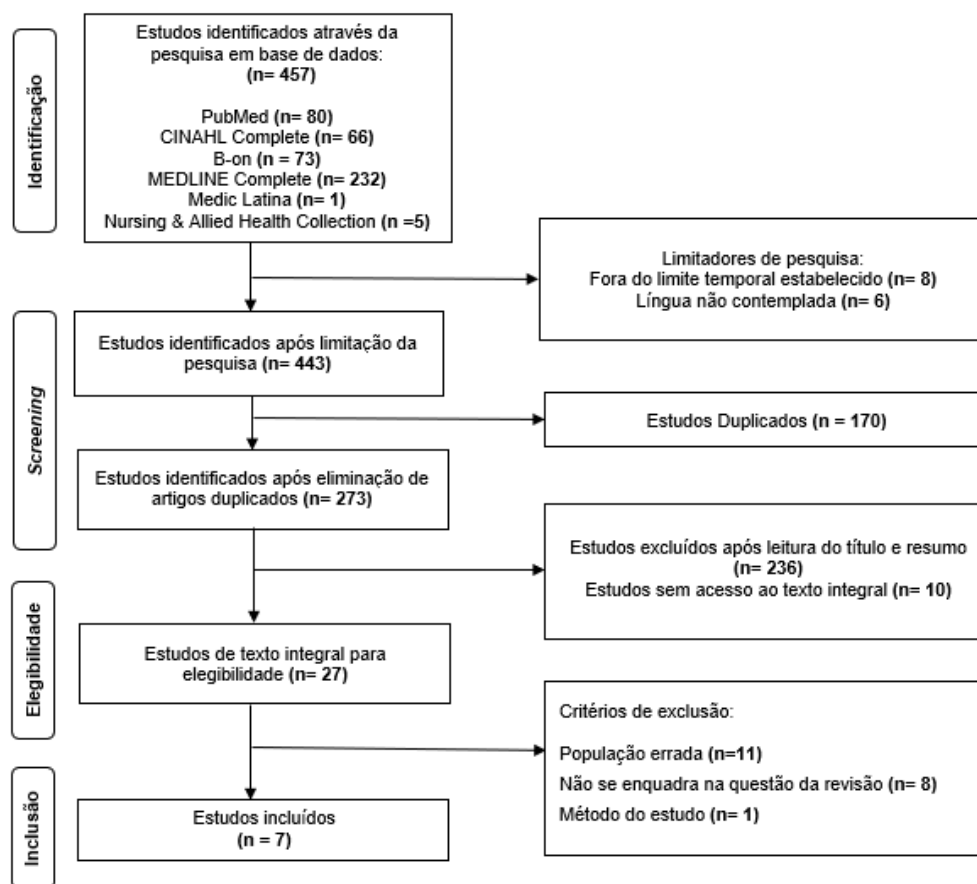 Identificação
Estudos identificados através da
pesquisa em base de dados:
(n= 457)
PubMed (n= 80)
CINAHL Complete (n= 66)
B-on (n = 73)
MEDLINE Complete (n= 232)
Medic Latina (n= 1)
Nursing & Allied Health Collection (n =5)
Limitadores de pesquisa:
Fora do limite temporal estabelecido (n= 8)
Língua não contemplada (n= 6)
Screening
Estudos identificados após limitação da
pesquisa (n= 443)
Estudos Duplicados (n = 170)
Estudos identificados após eliminação de
artigos duplicados (n= 273)
Estudos excluídos após leitura do título e resumo
(n= 236)
Estudos sem acesso ao texto integral (n= 10)
Elegibilidade
Estudos de texto integral para
elegibilidade (n= 27)
Critérios de exclusão:
População errada (n=11)
Não se enquadra na questão da revisão (n= 8)
Método do estudo (n= 1)
Inclusão
Estudos incluídos
(n = 7)